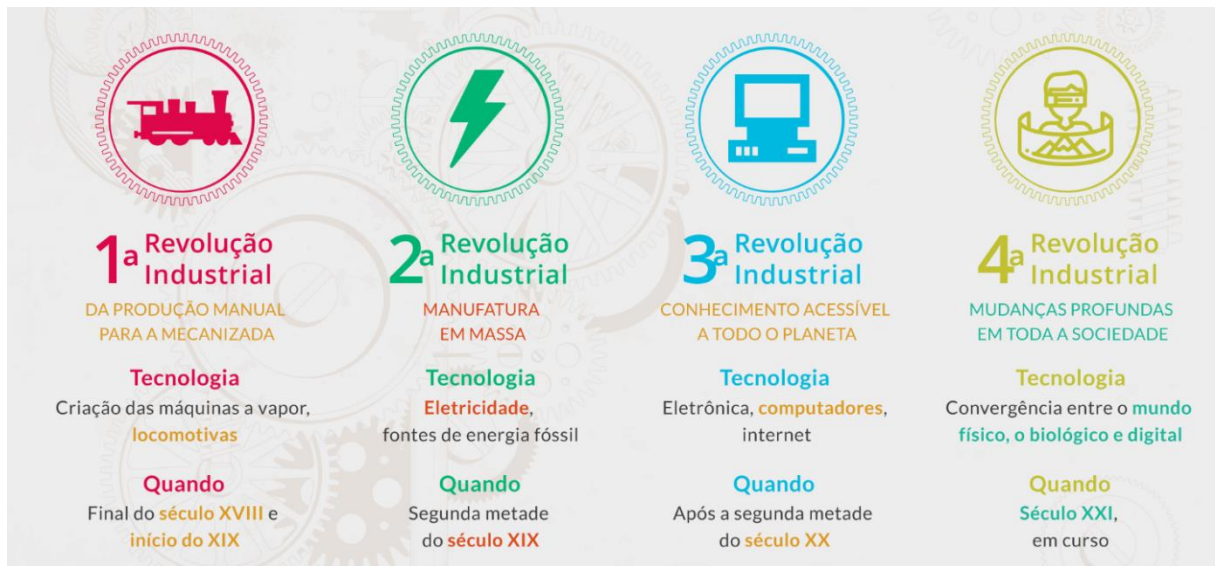 1ª Revolução
Industrial
DA PRODUÇÃO MANUAL
PARA A MECANIZADA
Tecnologia
Criação das máquinas a vapor,
locomotivas
Quando
Final do século XVIII e
início do XIX
2ª Revolução
Industrial
MANUFATURA
EM MASSA
Tecnologia
Eletricidade,
fontes de energia fóssil
Quando
Segunda metade
do século XIX
3ª Revolução
Industrial
CONHECIMENTO ACESSÍVEL
A TODO O PLANETA
Tecnologia
Eletrônica, computadores,
internet
Quando
Após a segunda metade
do século XX
4ª Revolução
Industrial
MUDANÇAS PROFUNDAS
EM TODA A SOCIEDADE
Tecnologia
Convergência entre o mundo
físico, o biológico e digital
Quando
Século XXI,
em curso